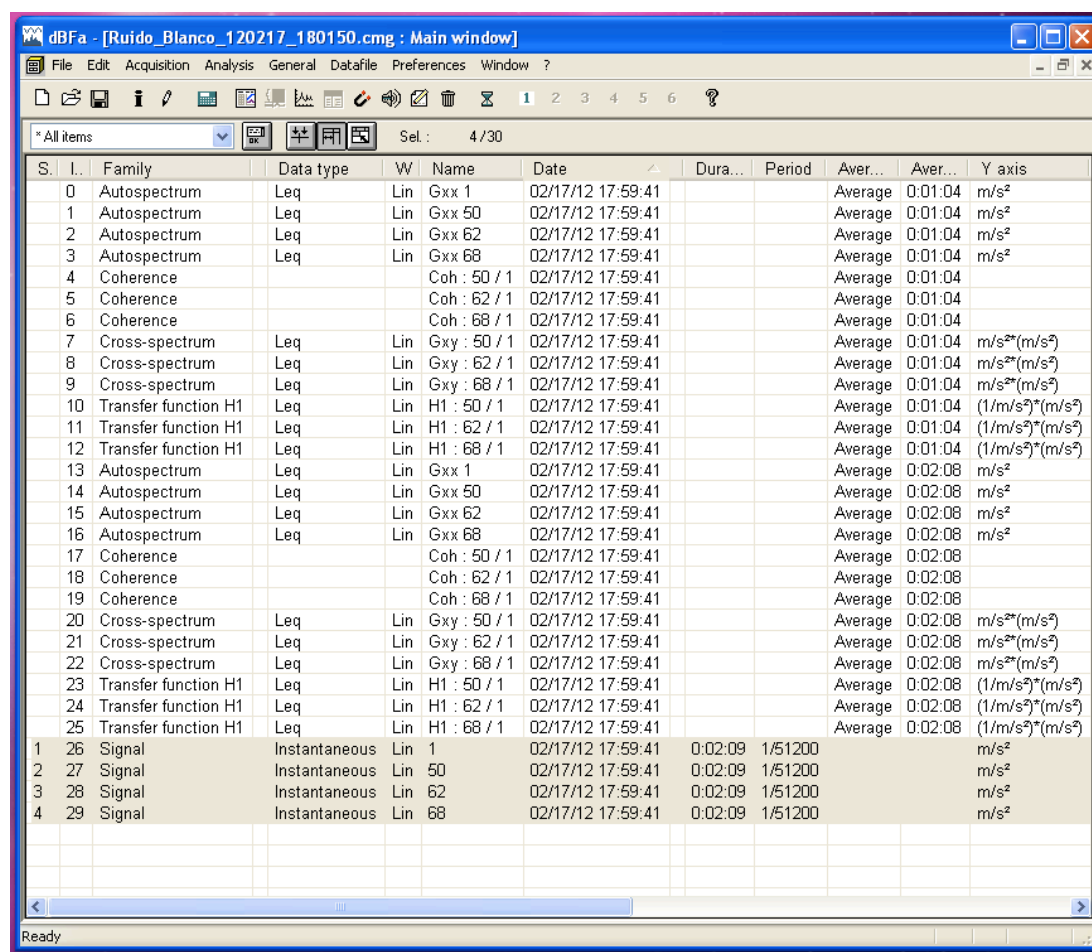 dBFa - [Ruido_Blanco_120217_180150.cmg : Main window]
File Edit Acquisition Analysis General Datafile Preferences Window ?
1 2 3 4 5 6
* All items Sel. : 4 /30
S. I.. Family Data type W Name Date Dura... Period Aver... Aver... Y axis
0 Autospectrum Leq Lin Gxx 1 02/17/12 17:59:41 Average 0:01:04 m/s²
1 Autospectrum Leq Lin Gxx 50 02/17/12 17:59:41 Average 0:01:04 m/s²
2 Autospectrum Leq Lin Gxx 62 02/17/12 17:59:41 Average 0:01:04 m/s²
3 Autospectrum Leq Lin Gxx 68 02/17/12 17:59:41 Average 0:01:04 m/s²
4 Coherence Coh : 50 / 1 02/17/12 17:59:41 Average 0:01:04
5 Coherence Coh : 62 / 1 02/17/12 17:59:41 Average 0:01:04
6 Coherence Coh : 68 / 1 02/17/12 17:59:41 Average 0:01:04
7 Cross-spectrum Leq Lin Gxy : 50 / 1 02/17/12 17:59:41 Average 0:01:04 m/s²*(m/s²)
8 Cross-spectrum Leq Lin Gxy : 62 / 1 02/17/12 17:59:41 Average 0:01:04 m/s²*(m/s²)
9 Cross-spectrum Leq Lin Gxy : 68 / 1 02/17/12 17:59:41 Average 0:01:04 m/s²*(m/s²)
10 Transfer function H1 Leq Lin H1 : 50 / 1 02/17/12 17:59:41 Average 0:01:04 (1/m/s²)*(m/s²)
11 Transfer function H1 Leq Lin H1 : 62 / 1 02/17/12 17:59:41 Average 0:01:04 (1/m/s²)*(m/s²)
12 Transfer function H1 Leq Lin H1 : 68 / 1 02/17/12 17:59:41 Average 0:01:04 (1/m/s²)*(m/s²)
13 Autospectrum Leq Lin Gxx 1 02/17/12 17:59:41 Average 0:02:08 m/s²
14 Autospectrum Leq Lin Gxx 50 02/17/12 17:59:41 Average 0:02:08 m/s²
15 Autospectrum Leq Lin Gxx 62 02/17/12 17:59:41 Average 0:02:08 m/s²
16 Autospectrum Leq Lin Gxx 68 02/17/12 17:59:41 Average 0:02:08 m/s²
17 Coherence Coh : 50 / 1 02/17/12 17:59:41 Average 0:02:08
18 Coherence Coh : 62 / 1 02/17/12 17:59:41 Average 0:02:08
19 Coherence Coh : 68 / 1 02/17/12 17:59:41 Average 0:02:08
20 Cross-spectrum Leq Lin Gxy : 50 / 1 02/17/12 17:59:41 Average 0:02:08 m/s²*(m/s²)
21 Cross-spectrum Leq Lin Gxy : 62 / 1 02/17/12 17:59:41 Average 0:02:08 m/s²*(m/s²)
22 Cross-spectrum Leq Lin Gxy : 68 / 1 02/17/12 17:59:41 Average 0:02:08 m/s²*(m/s²)
23 Transfer function H1 Leq Lin H1 : 50 / 1 02/17/12 17:59:41 Average 0:02:08 (1/m/s²)*(m/s²)
24 Transfer function H1 Leq Lin H1 : 62 / 1 02/17/12 17:59:41 Average 0:02:08 (1/m/s²)*(m/s²)
25 Transfer function H1 Leq Lin H1 : 68 / 1 02/17/12 17:59:41 Average 0:02:08 (1/m/s²)*(m/s²)
1 26 Signal Instantaneous Lin 1 02/17/12 17:59:41 0:02:09 1/51200 m/s²
2 27 Signal Instantaneous Lin 50 02/17/12 17:59:41 0:02:09 1/51200 m/s²
3 28 Signal Instantaneous Lin 62 02/17/12 17:59:41 0:02:09 1/51200 m/s²
4 29 Signal Instantaneous Lin 68 02/17/12 17:59:41 0:02:09 1/51200 m/s²
Ready